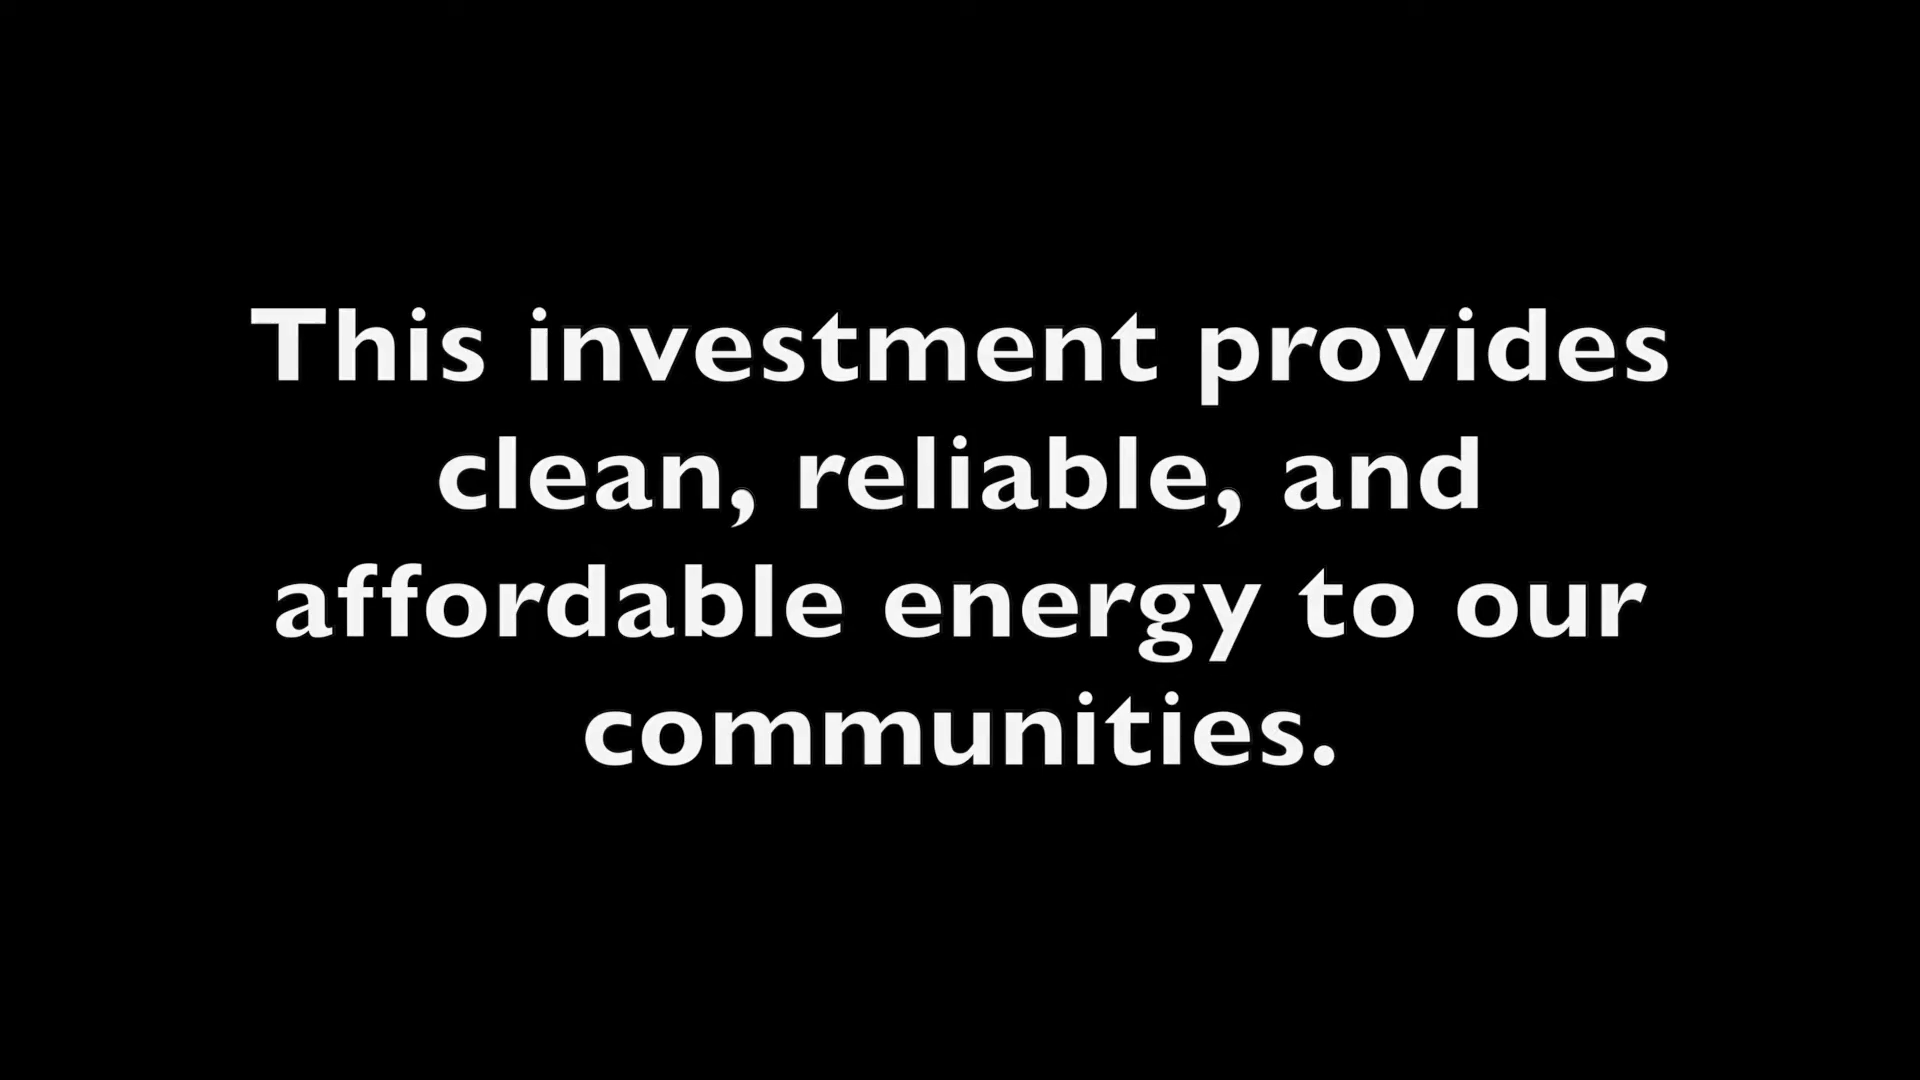 This investment provides
clean, reliable, and
affordable energy to our
communities.